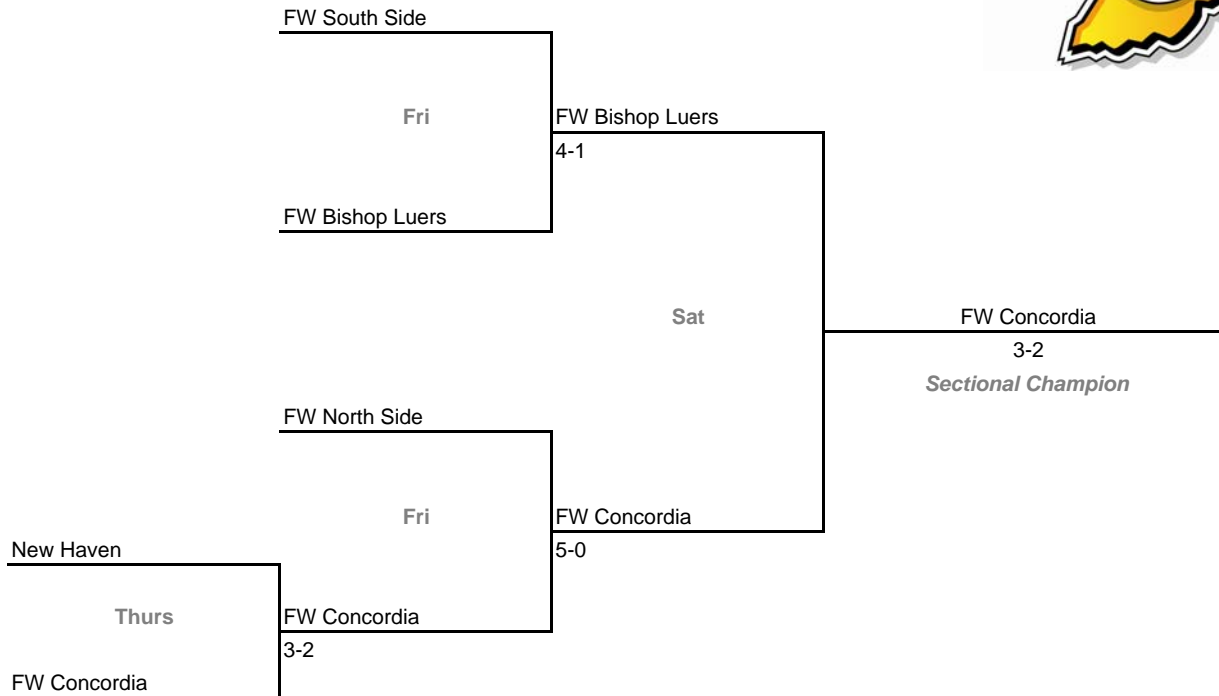 FW South Side
Fri
FW Bishop Luers
4-1
FW Bishop Luers
Sat
FW Concordia
3-2
Sectional Champion
FW North Side
Fri
FW Concordia
5-0
New Haven
Thurs
FW Concordia
3-2
FW Concordia